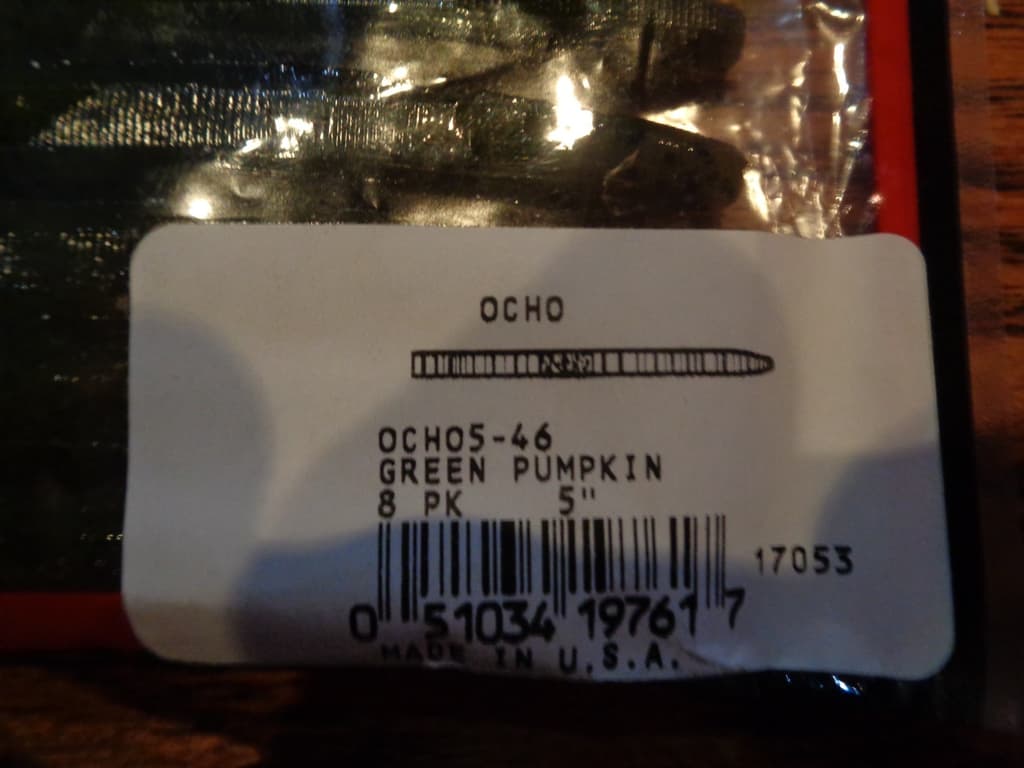 OCHO
OCHO5-46
GREEN PUMPKIN
8 PK 5"
17053
0 51034 19761 7
MADE IN U.S.A.